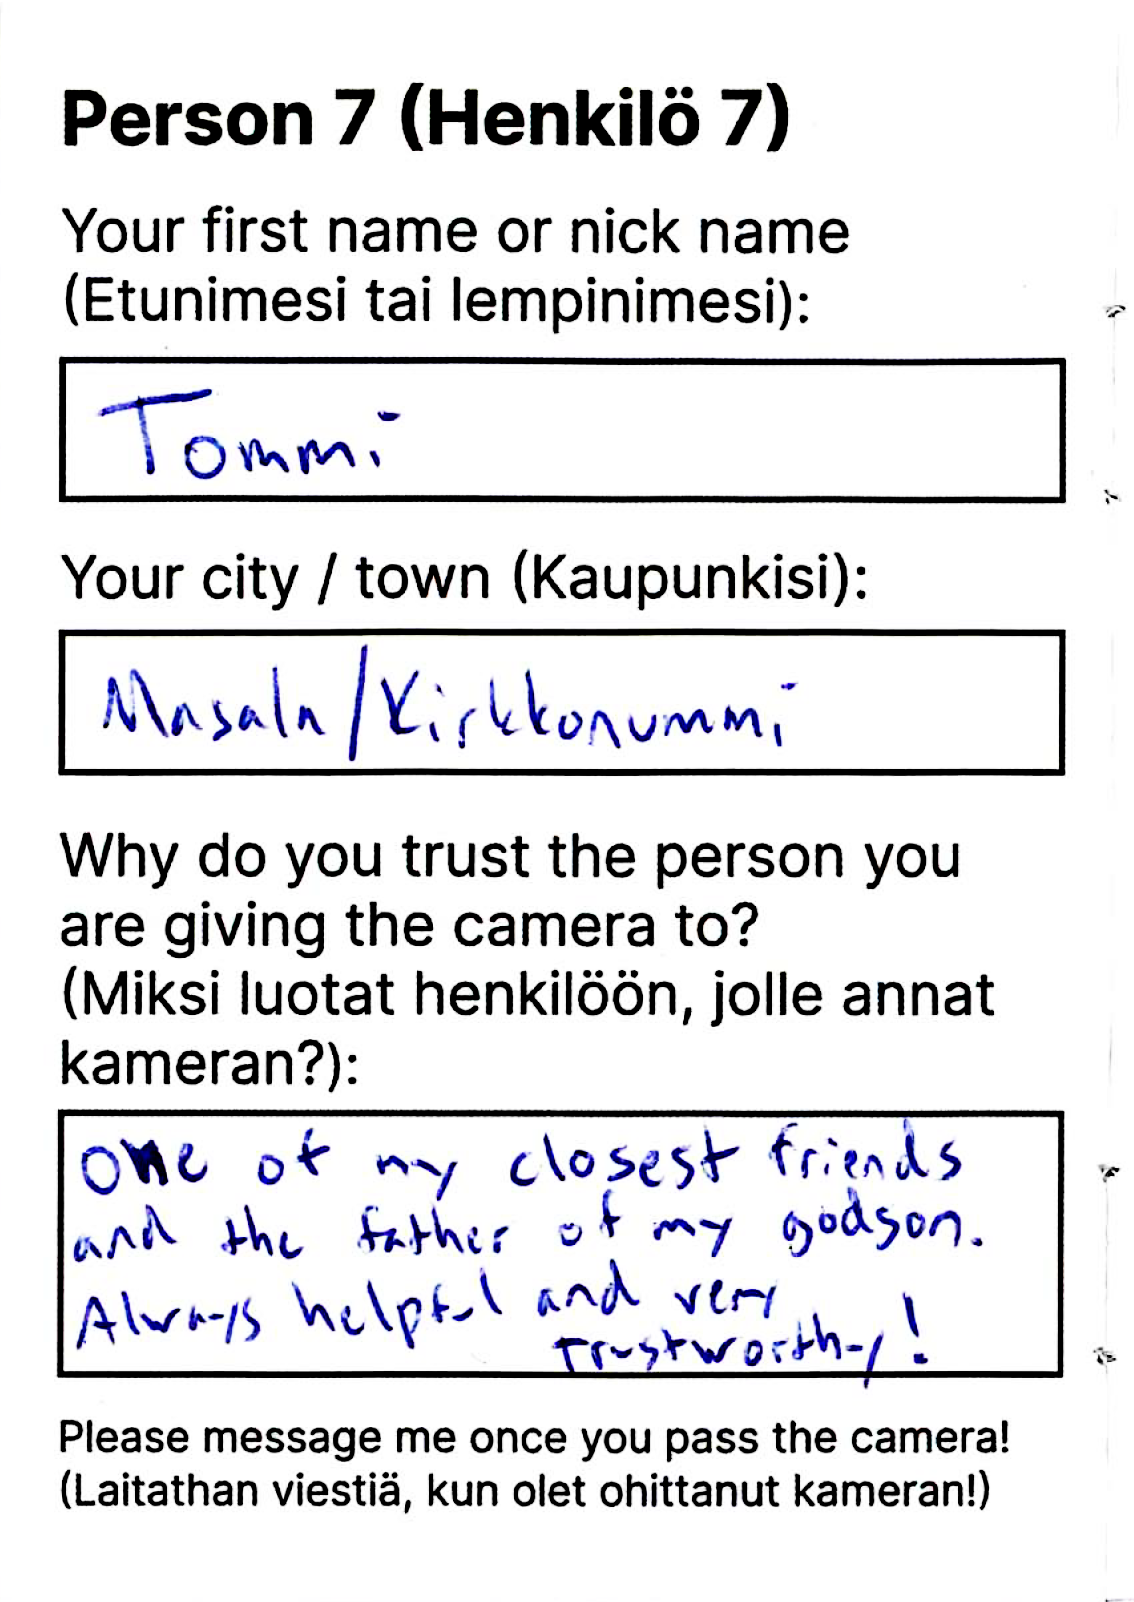 Person 7 (Henkilö 7)
Your first name or nick name
(Etunimesi tai lempinimesi):
Tommi
Your city / town (Kaupunkisi):
Masala/Kirkkonummi
Why do you trust the person you
are giving the camera to?
(Miksi luotat henkilöön, jolle annat
kameran?):
One of my closest friends
and the father of my godson.
Always helpful and very
trustworthy!
Please message me once you pass the camera!
(Laitathan viestiä, kun olet ohittanut kameran!)